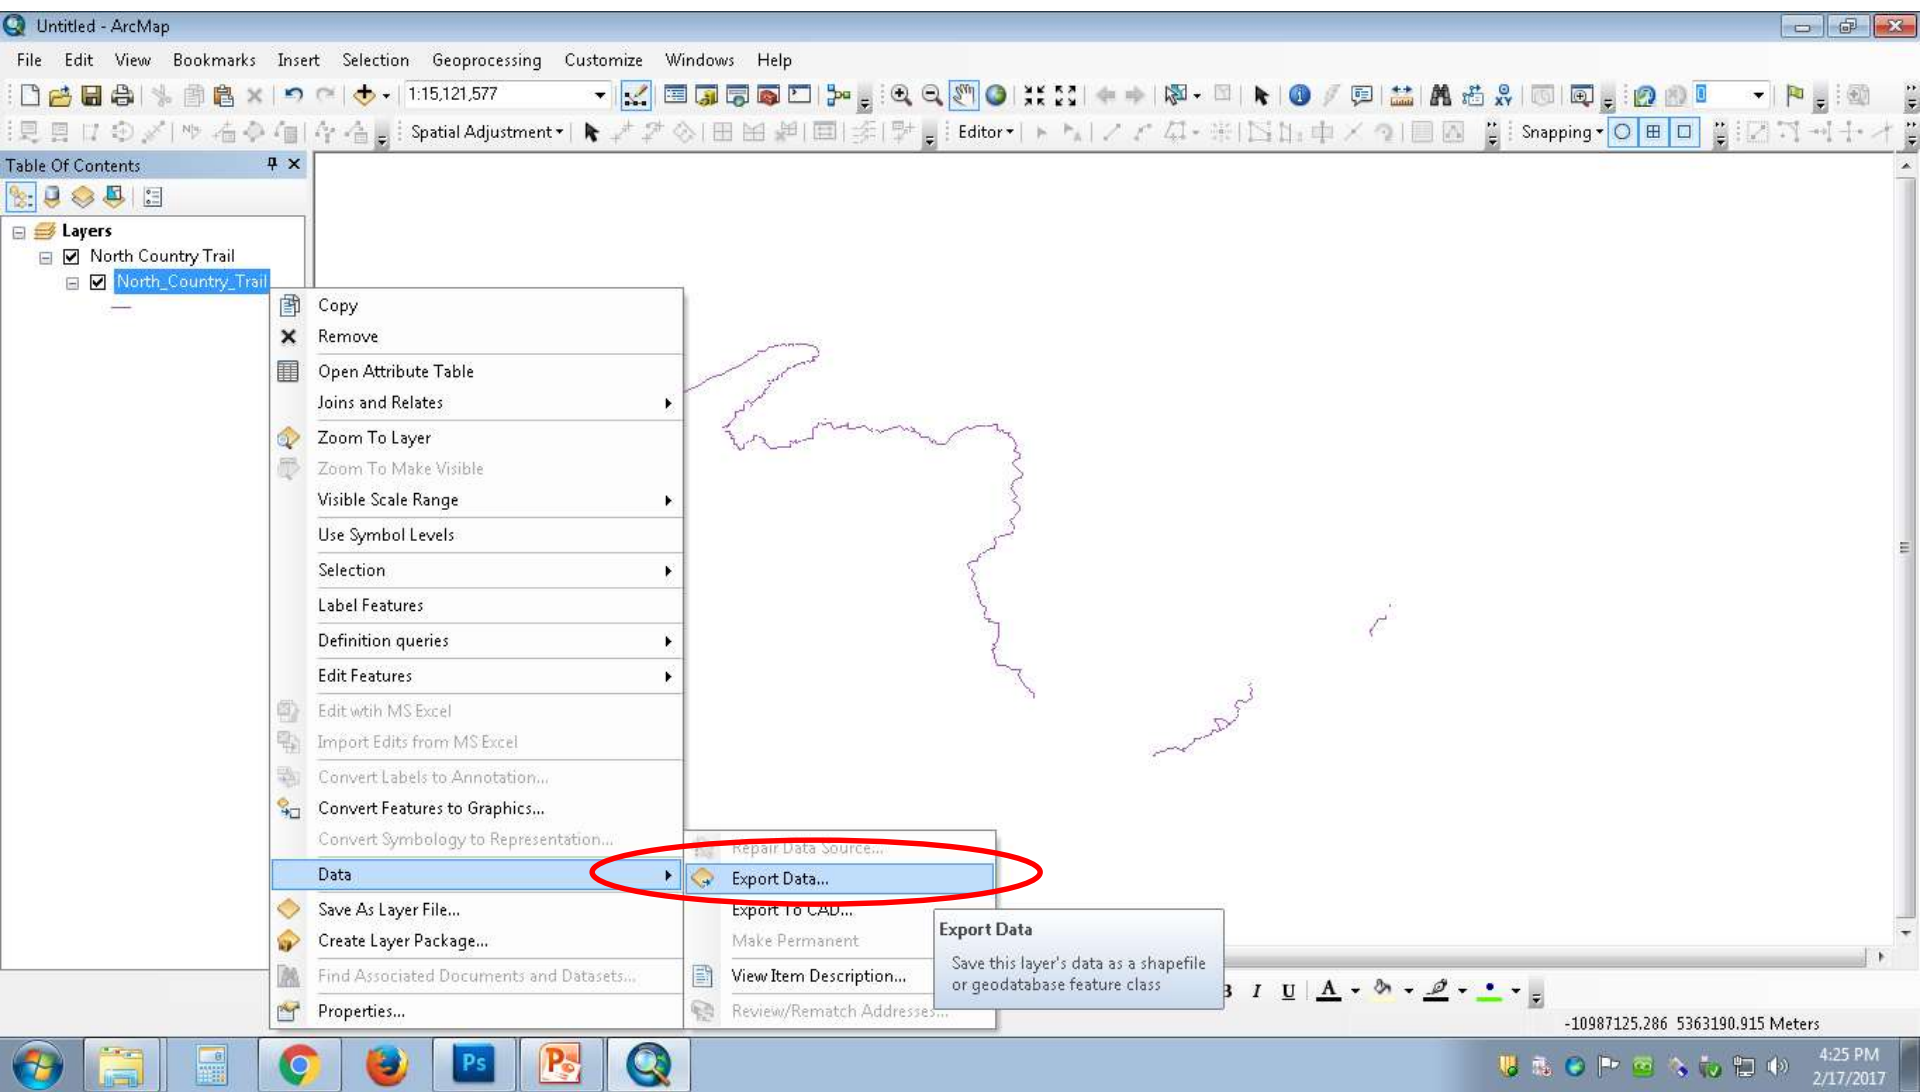 Untitled - ArcMap
File Edit View Bookmarks Insert Selection Geoprocessing Customize Windows Help
1:15,121,577
Spatial Adjustment Editor Snapping
Table Of Contents
Layers
North Country Trail
North_Country_Trail
Copy
Remove
Open Attribute Table
Joins and Relates
Zoom To Layer
Zoom To Make Visible
Visible Scale Range
Use Symbol Levels
Selection
Label Features
Definition queries
Edit Features
Edit wtih MS Excel
Import Edits from MS Excel
Convert Labels to Annotation...
Convert Features to Graphics...
Convert Symbology to Representation...
Data
Save As Layer File...
Create Layer Package...
Find Associated Documents and Datasets...
Properties...
Repair Data Source...
Export Data...
Export To CAD...
Make Permanent
View Item Description...
Review/Rematch Addresses...
Export Data
Save this layer's data as a shapefile
or geodatabase feature class
B I U A
-10987125.286 5363190.915 Meters
Ps
4:25 PM
2/17/2017